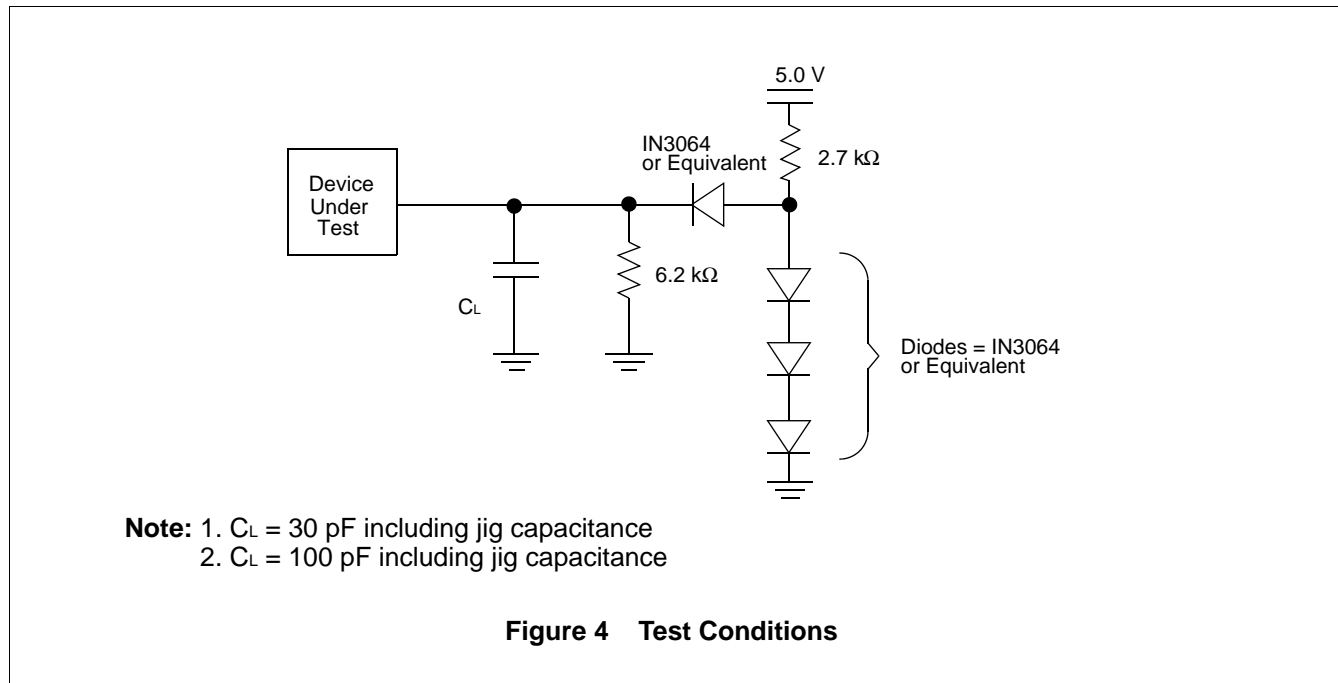 5.0 V
IN3064
or Equivalent
2.7 kΩ
Device
Under
Test
6.2 kΩ
CL
Diodes = IN3064
or Equivalent
Note: 1. CL = 30 pF including jig capacitance
2. CL = 100 pF including jig capacitance
Figure 4 Test Conditions